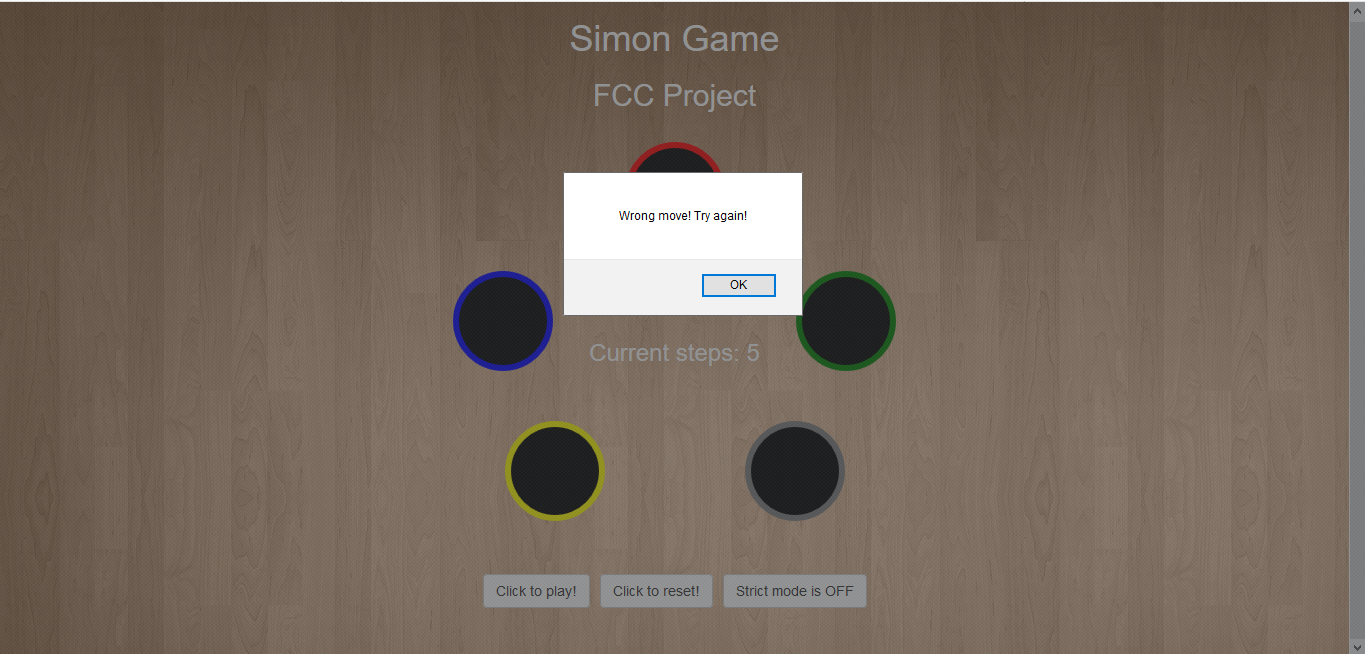 Simon Game
FCC Project
Wrong move! Try again!
OK
Current steps: 5
Click to play!
Click to reset!
Strict mode is OFF